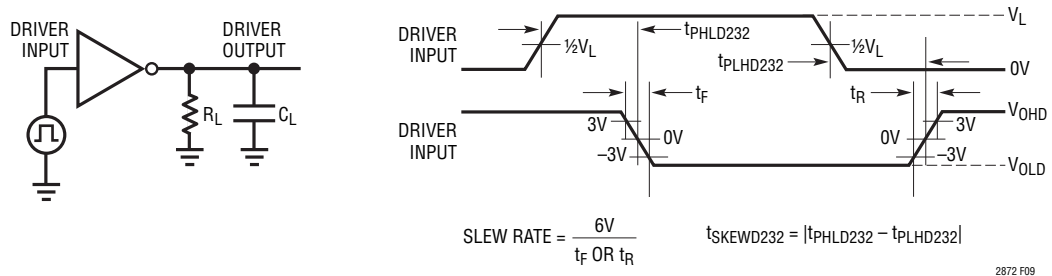 DRIVER
INPUT
DRIVER
OUTPUT
R_L
C_L
DRIVER
INPUT
½V_L
t_PHLD232
½V_L
t_PLHD232
V_L
0V
t_F
t_R
DRIVER
INPUT
3V
0V
–3V
0V
3V
–3V
V_OHD
V_OLD
SLEW RATE = 6V
t_F OR t_R
t_SKEWD232 = |t_PHLD232 – t_PLHD232|
2872 F09